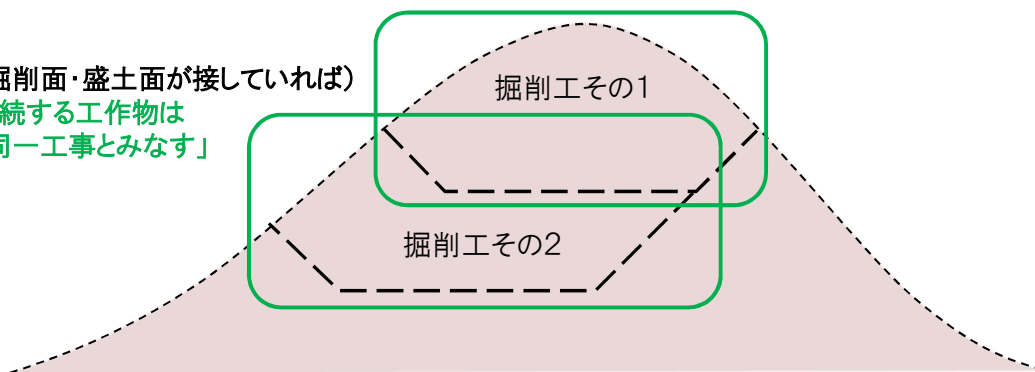 掘削面・盛土面が接していれば)
続する工作物は
同一工事とみなす」
掘削工その1
掘削工その2